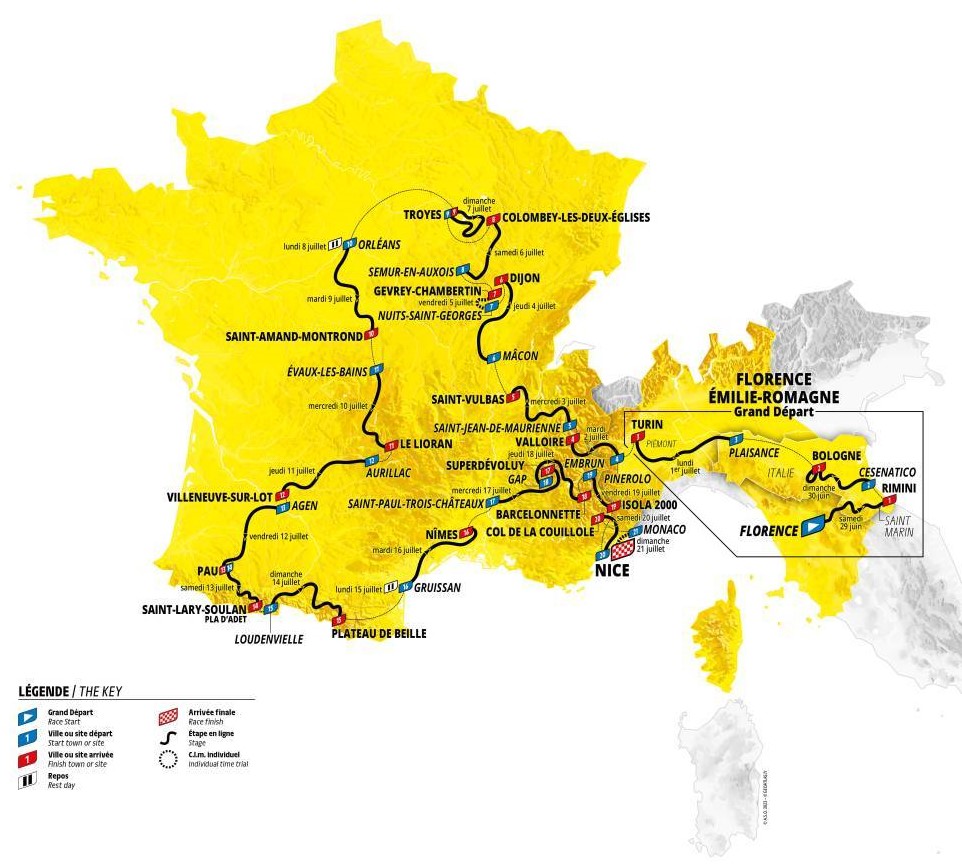 dimanche
7 juillet
TROYES
COLOMBEY-LES-DEUX-ÉGLISES
lundi 8 juillet
ORLÉANS
samedi 6 juillet
SEMUR-EN-AUXOIS
DIJON
GEVREY-CHAMBERTIN
mardi 9 juillet
vendredi 5 juillet
jeudi 4 juillet
NUITS-SAINT-GEORGES
SAINT-AMAND-MONTROND
MÂCON
ÉVAUX-LES-BAINS
FLORENCE
ÉMILIE-ROMAGNE
Grand Départ
SAINT-VULBAS
mercredi 3 juillet
mercredi 10 juillet
SAINT-JEAN-DE-MAURIENNE
mardi
2 juillet
TURIN
VALLOIRE
PIÉMONT
LE LIORAN
PLAISANCE
jeudi 18 juillet
BOLOGNE
SUPERDÉVOLUY
EMBRUN
lundi
1er juillet
ITALIE
CESENATICO
jeudi 11 juillet
AURILLAC
GAP
PINEROLO
dimanche
30 juin
RIMINI
mercredi 17 juillet
vendredi 19 juillet
VILLENEUVE-SUR-LOT
AGEN
SAINT-PAUL-TROIS-CHÂTEAUX
ISOLA 2000
BARCELONNETTE
samedi 20 juillet
samedi
29 juin
SAINT
MARIN
FLORENCE
COL DE LA COUILLOLE
MONACO
NÎMES
vendredi 12 juillet
dimanche
21 juillet
mardi 16 juillet
NICE
PAU
dimanche
14 juillet
samedi 13 juillet
lundi 15 juillet
GRUISSAN
SAINT-LARY-SOULAN
PLA D'ADET
LOUDENVIELLE
PLATEAU DE BEILLE
LÉGENDE / THE KEY
Grand Départ
Race Start
Ville ou site départ
Start town or site
Ville ou site arrivée
Finish town or site
Repos
Rest day
Arrivée finale
Race finish
Étape en ligne
Stage
C.l.m. individuel
Individual time trial